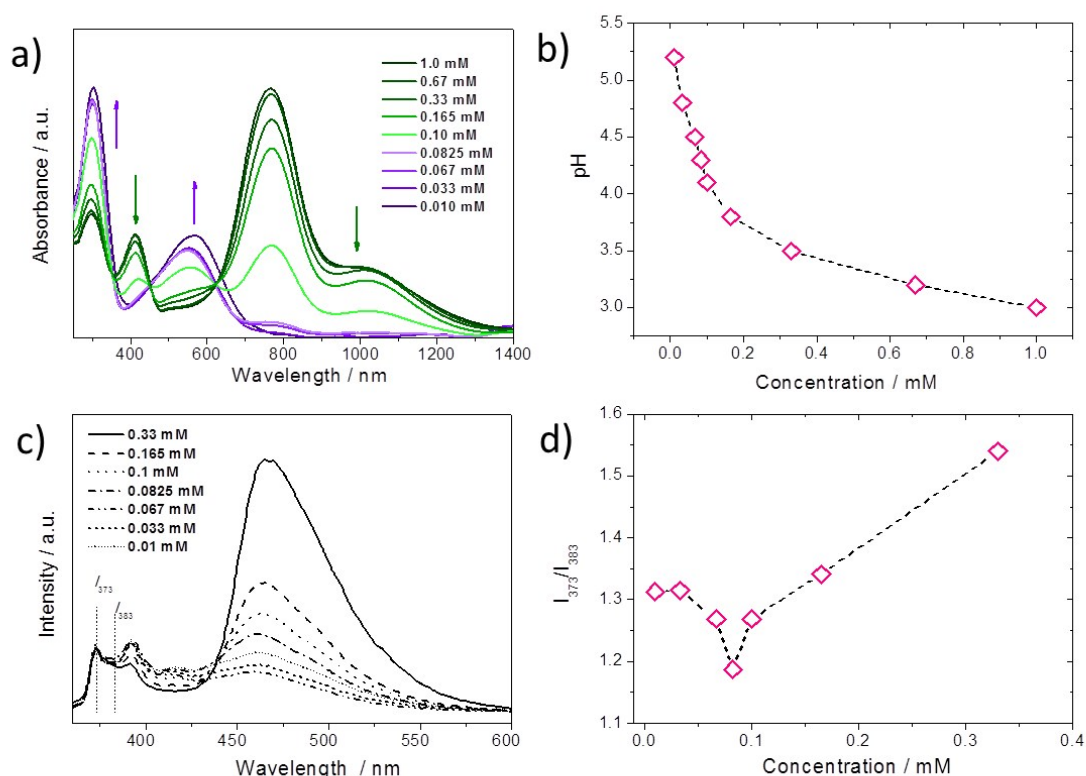 a)
Absorbance / a.u.
1.0 mM
0.67 mM
0.33 mM
0.165 mM
0.10 mM
0.0825 mM
0.067 mM
0.033 mM
0.010 mM
400 600 800 1000 1200 1400
Wavelength / nm
b)
pH
5.5
5.0
4.5
4.0
3.5
3.0
0.0 0.2 0.4 0.6 0.8 1.0
Concentration / mM
c)
Intensity / a.u.
0.33 mM
0.165 mM
0.1 mM
0.0825 mM
0.067 mM
0.033 mM
0.01 mM
I373
I383
400 450 500 550 600
Wavelength / nm
d)
I373/I383
1.6
1.5
1.4
1.3
1.2
1.1
0.0 0.1 0.2 0.3 0.4
Concentration / mM